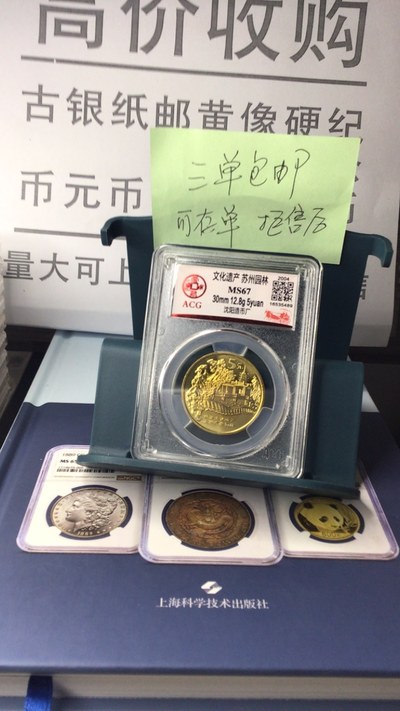 高价收购
古银纸邮黄像硬纪
币元币
量大可上
三单包邮
可存单 拒售后
文化遗产 苏州园林
2004
MS67
30mm 12.8g 5yuan
沈阳造币厂
ACG
上海科学技术出版社